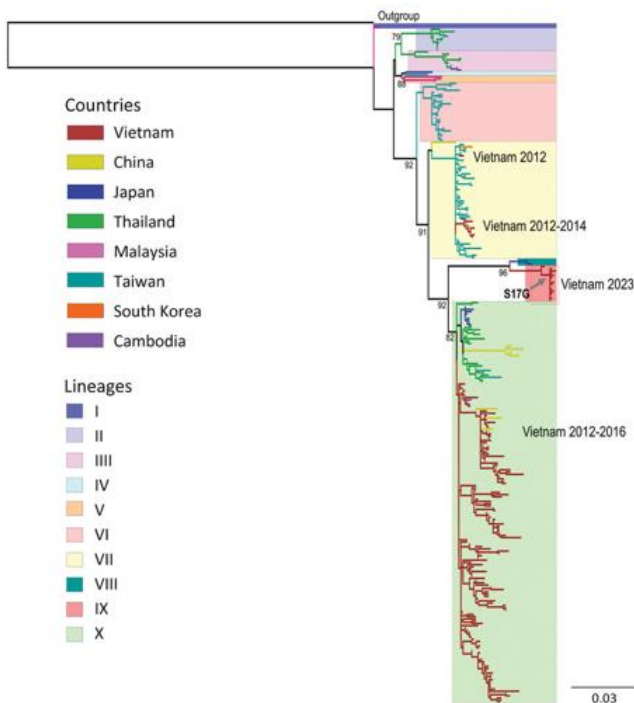 Outgroup
79
88
Countries
Vietnam
China
Japan
Thailand
Malaysia
Taiwan
South Korea
Cambodia
Vietnam 2012
92
Vietnam 2012-2014
91
96
Vietnam 2023
S17G
92
82
Lineages
I
II
IIII
IV
V
VI
VII
VIII
IX
X
Vietnam 2012-2016
0.03